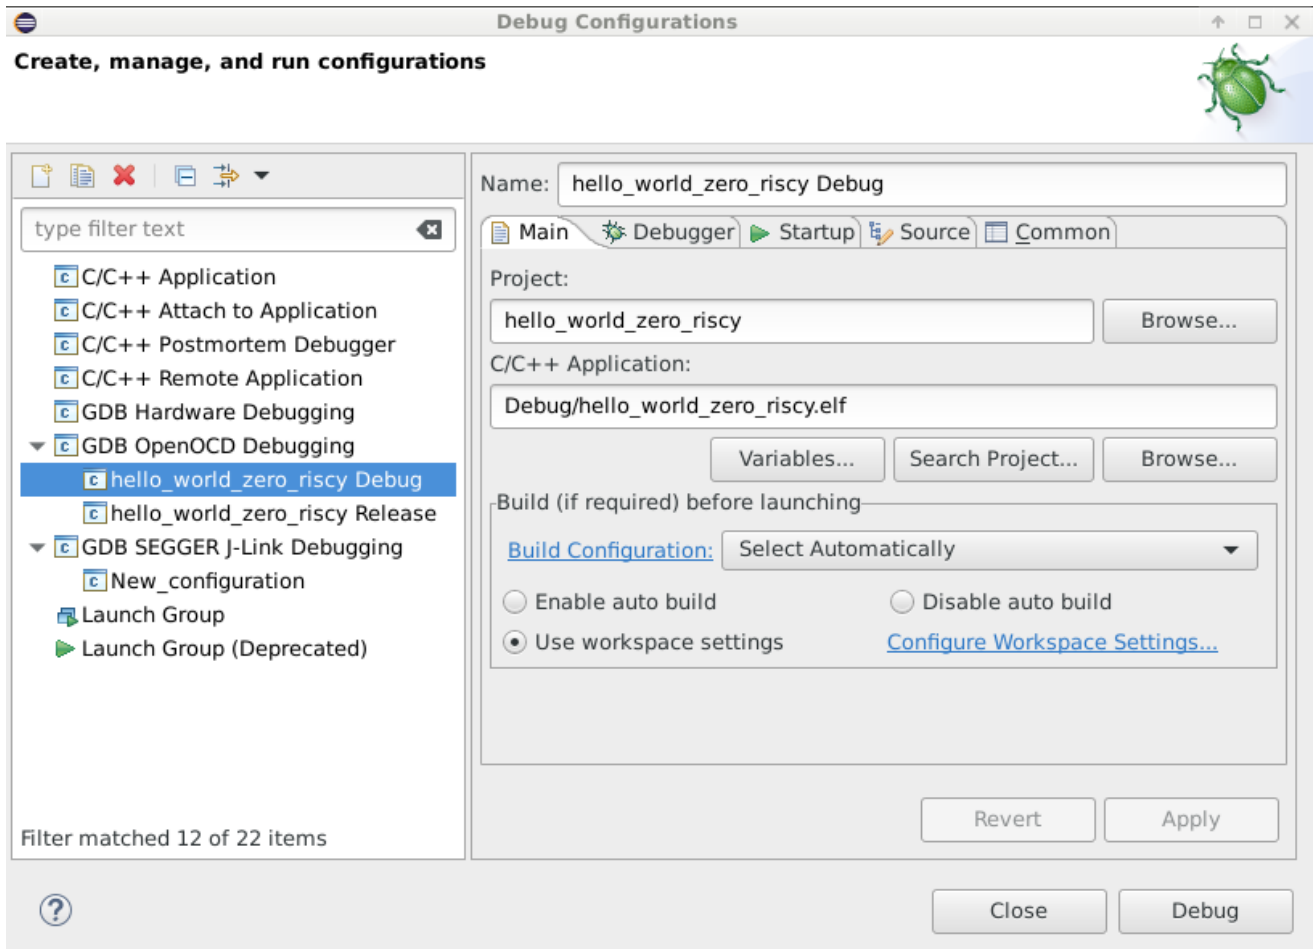 Debug Configurations
Create, manage, and run configurations
type filter text
C/C++ Application
C/C++ Attach to Application
C/C++ Postmortem Debugger
C/C++ Remote Application
GDB Hardware Debugging
GDB OpenOCD Debugging
hello_world_zero_riscy Debug
hello_world_zero_riscy Release
GDB SEGGER J-Link Debugging
New_configuration
Launch Group
Launch Group (Deprecated)
Filter matched 12 of 22 items
Name: hello_world_zero_riscy Debug
Main Debugger Startup Source Common
Project:
hello_world_zero_riscy Browse...
C/C++ Application:
Debug/hello_world_zero_riscy.elf
Variables... Search Project... Browse...
Build (if required) before launching
Build Configuration: Select Automatically
Enable auto build Disable auto build
Use workspace settings Configure Workspace Settings...
Revert Apply
? Close Debug